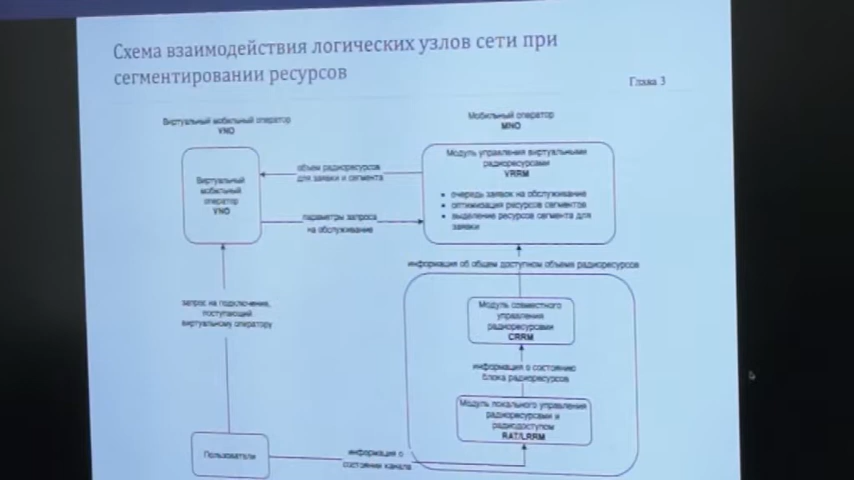 Схема взаимодействия логических узлов сети при
сегментировании ресурсов
Глава 3
Виртуальный мобильный оператор
VNO
Мобильный оператор
MNO
Виртуальный
мобильный
оператор
VNO
объем радиоресурсов
для заявки и сегмента
параметры запроса
на обслуживание
Модуль управления виртуальными
радиоресурсами
VRRM
очередь заявок на обслуживание
оптимизация ресурсов сегментов
выделение ресурсов сегмента для
заявки
информация об общем доступном объеме радиоресурсов
запрос на подключение,
поступающий
виртуальному оператору
Модуль совместного
управления
радиоресурсами
CRRM
информация о состоянии
блока радиоресурсов
Модуль локального управления
радиоресурсами и
радиодоступом
RAT/LRRM
Пользователи
информация о
состоянии канала